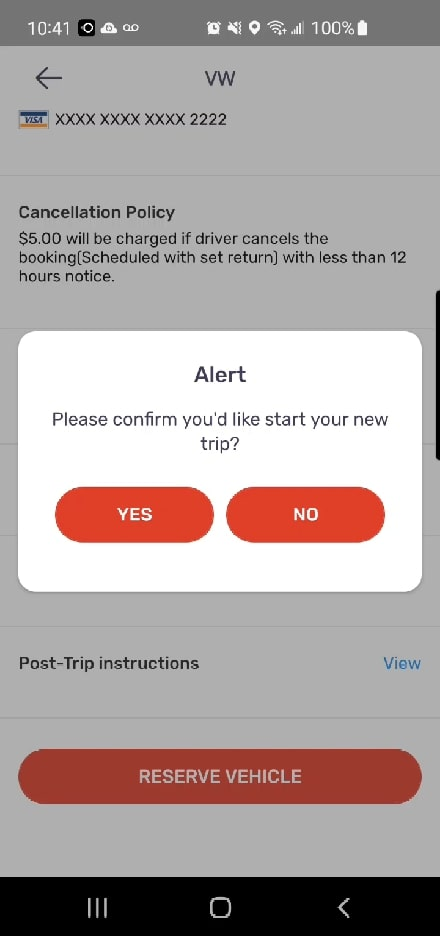 10:41 100%
VW
VISA XXXX XXXX XXXX 2222
Cancellation Policy
$5.00 will be charged if driver cancels the
booking(Scheduled with set return) with less than 12
hours notice.
Alert
Please confirm you'd like start your new
trip?
YES NO
Post-Trip instructions View
RESERVE VEHICLE